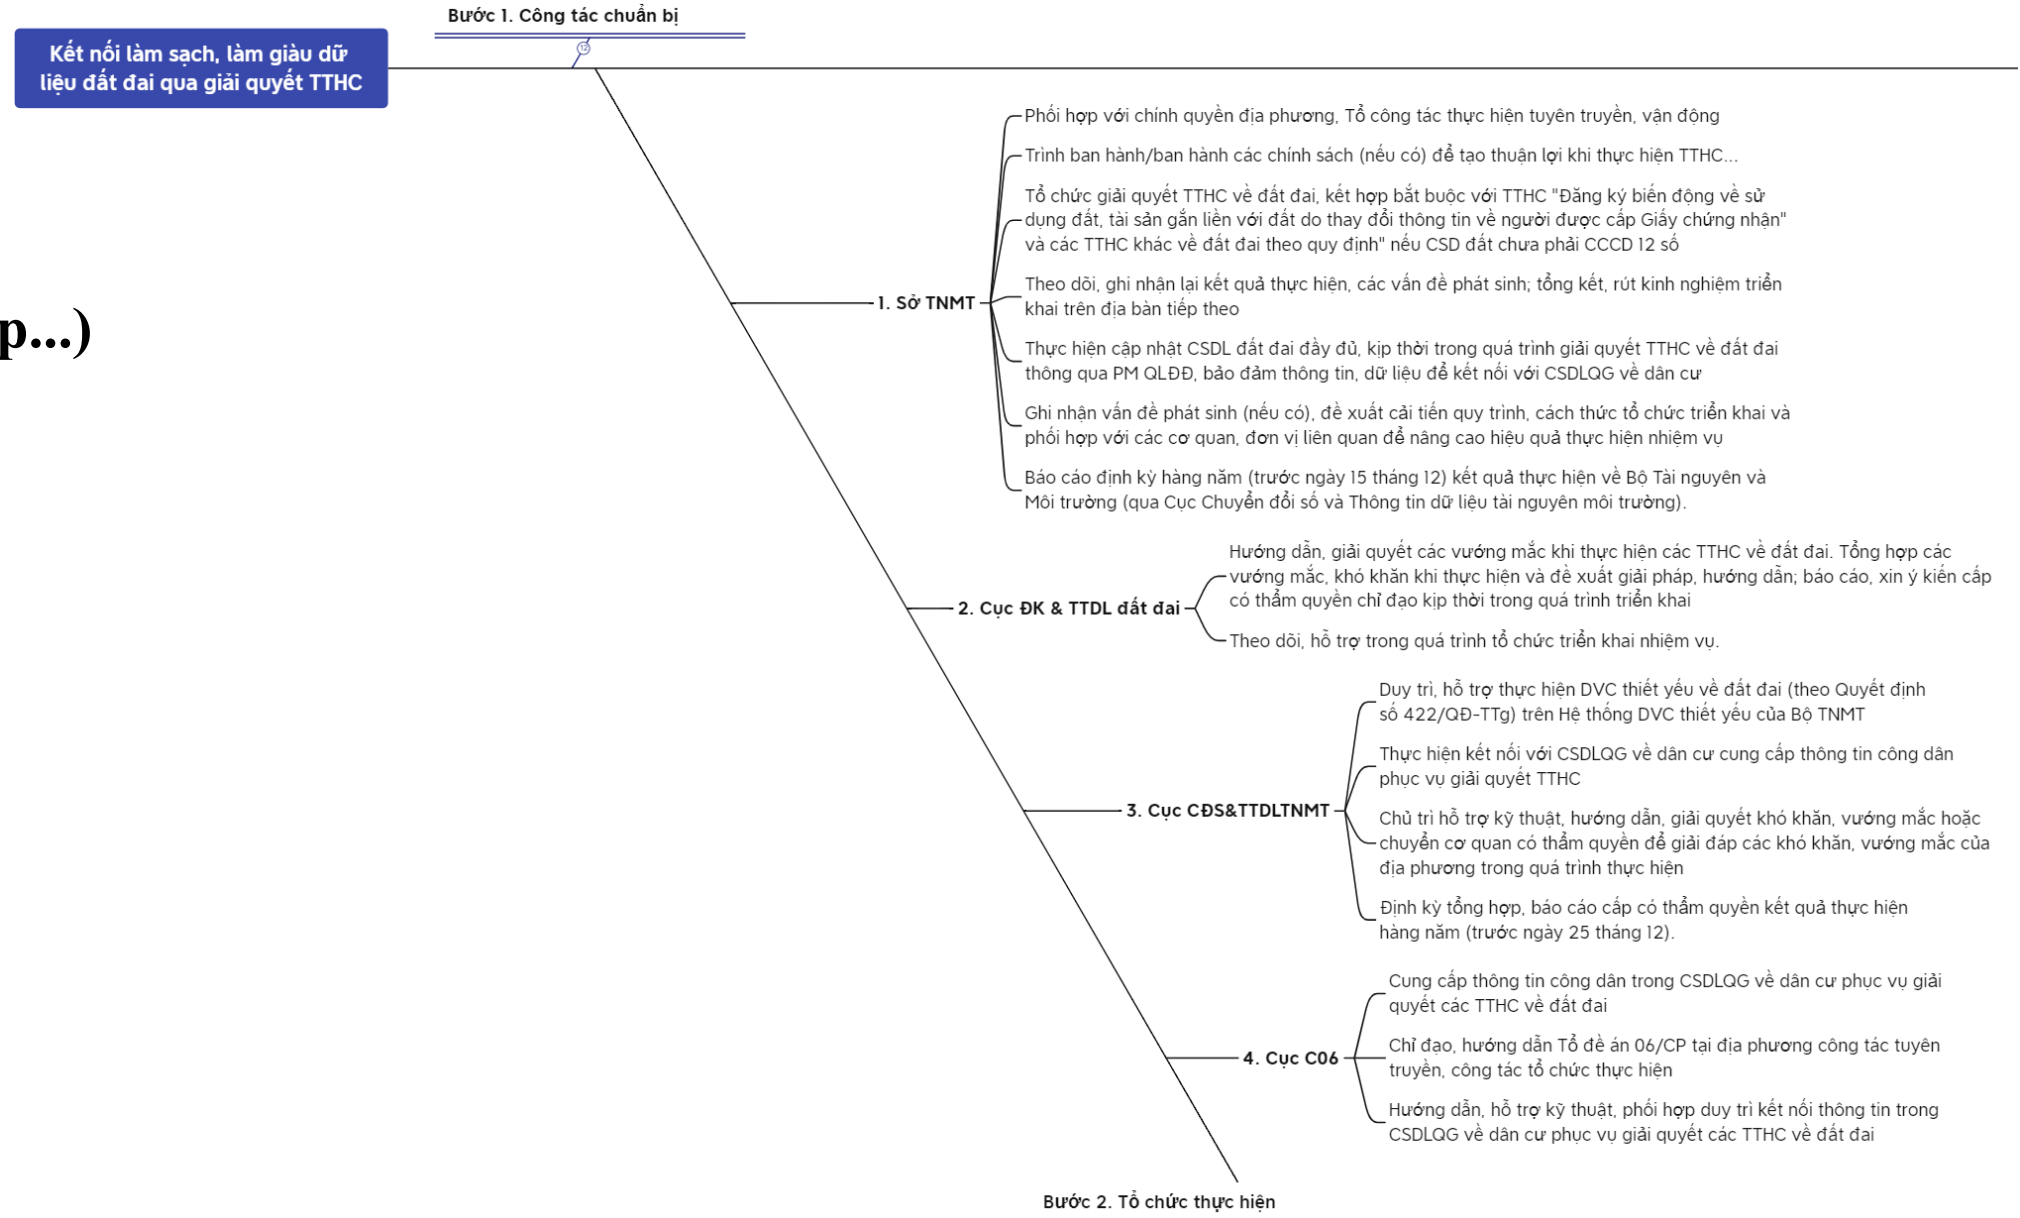 Bước 1. Công tác chuẩn bị
12
Kết nối làm sạch, làm giàu dữ
liệu đất đai qua giải quyết TTHC
p...)
1. Sở TNMT
Phối hợp với chính quyền địa phương, Tổ công tác thực hiện tuyên truyền, vận động
Trình ban hành/ban hành các chính sách (nếu có) để tạo thuận lợi khi thực hiện TTHC...
Tổ chức giải quyết TTHC về đất đai, kết hợp bắt buộc với TTHC "Đăng ký biến động về sử
dụng đất, tài sản gắn liền với đất do thay đổi thông tin về người được cấp Giấy chứng nhận"
và các TTHC khác về đất đai theo quy định" nếu CSD đất chưa phải CCCD 12 số
Theo dõi, ghi nhận lại kết quả thực hiện, các vấn đề phát sinh; tổng kết, rút kinh nghiệm triển
khai trên địa bàn tiếp theo
Thực hiện cập nhật CSDL đất đai đầy đủ, kịp thời trong quá trình giải quyết TTHC về đất đai
thông qua PM QLĐĐ, bảo đảm thông tin, dữ liệu để kết nối với CSDLQG về dân cư
Ghi nhận vấn đề phát sinh (nếu có), đề xuất cải tiến quy trình, cách thức tổ chức triển khai và
phối hợp với các cơ quan, đơn vị liên quan để nâng cao hiệu quả thực hiện nhiệm vụ
Báo cáo định kỳ hàng năm (trước ngày 15 tháng 12) kết quả thực hiện về Bộ Tài nguyên và
Môi trường (qua Cục Chuyển đổi số và Thông tin dữ liệu tài nguyên môi trường).
2. Cục ĐK & TTDL đất đai
Hướng dẫn, giải quyết các vướng mắc khi thực hiện các TTHC về đất đai. Tổng hợp các
vướng mắc, khó khăn khi thực hiện và đề xuất giải pháp, hướng dẫn; báo cáo, xin ý kiến cấp
có thẩm quyền chỉ đạo kịp thời trong quá trình triển khai
Theo dõi, hỗ trợ trong quá trình tổ chức triển khai nhiệm vụ.
3. Cục CĐS&TTDLTNMT
Duy trì, hỗ trợ thực hiện DVC thiết yếu về đất đai (theo Quyết định
số 422/QĐ-TTg) trên Hệ thống DVC thiết yếu của Bộ TNMT
Thực hiện kết nối với CSDLQG về dân cư cung cấp thông tin công dân
phục vụ giải quyết TTHC
Chủ trì hỗ trợ kỹ thuật, hướng dẫn, giải quyết khó khăn, vướng mắc hoặc
chuyển cơ quan có thẩm quyền để giải đáp các khó khăn, vướng mắc của
địa phương trong quá trình thực hiện
Định kỳ tổng hợp, báo cáo cấp có thẩm quyền kết quả thực hiện
hàng năm (trước ngày 25 tháng 12).
4. Cục C06
Cung cấp thông tin công dân trong CSDLQG về dân cư phục vụ giải
quyết các TTHC về đất đai
Chỉ đạo, hướng dẫn Tổ đề án 06/CP tại địa phương công tác tuyên
truyền, công tác tổ chức thực hiện
Hướng dẫn, hỗ trợ kỹ thuật, phối hợp duy trì kết nối thông tin trong
CSDLQG về dân cư phục vụ giải quyết các TTHC về đất đai
Bước 2. Tổ chức thực hiện